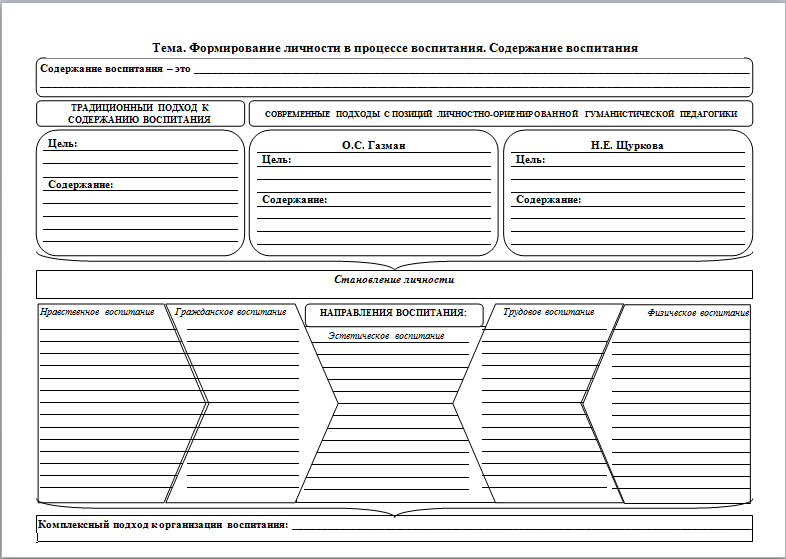 Тема. Формирование личности в процессе воспитания. Содержание воспитания
Содержание воспитания – это
ТРАДИЦИОННЫЙ ПОДХОД К
СОДЕРЖАНИЮ ВОСПИТАНИЯ
СОВРЕМЕННЫЕ ПОДХОДЫ С ПОЗИЦИЙ ЛИЧНОСТНО-ОРИЕНИРОВАННОЙ ГУМАНИСТИЧЕСКОЙ ПЕДАГОГИКИ
Цель:
Содержание:
О.С. Газман
Цель:
Содержание:
Н.Е. Щуркова
Цель:
Содержание:
Становление личности
Нравственное воспитание
Гражданское воспитание
НАПРАВЛЕНИЯ ВОСПИТАНИЯ:
Эстетическое воспитание
Трудовое воспитание
Физическое воспитание
Комплексный подход к организации воспитания: